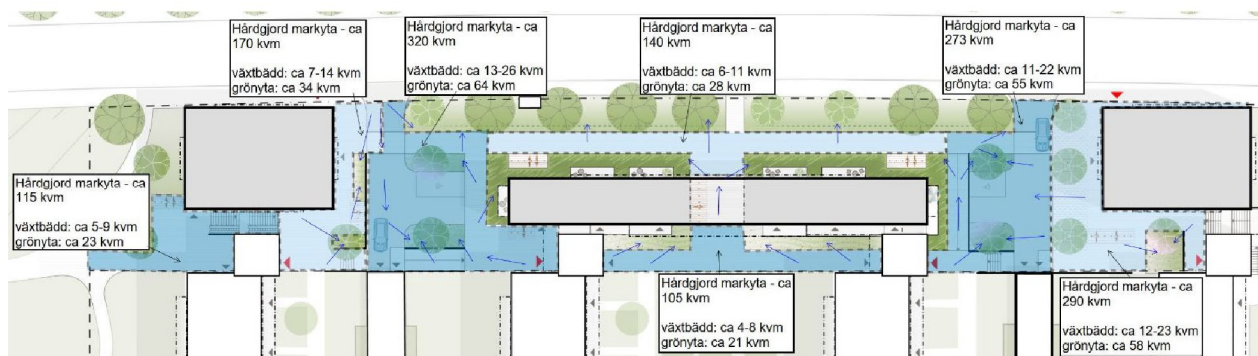 Hårdgjord markyta - ca
170 kvm
växtbädd: ca 7-14 kvm
grönyta: ca 34 kvm
Hårdgjord markyta - ca
320 kvm
växtbädd: ca 13-26 kvm
grönyta: ca 64 kvm
Hårdgjord markyta - ca
140 kvm
växtbädd: ca 6-11 kvm
grönyta: ca 28 kvm
Hårdgjord markyta - ca
273 kvm
växtbädd: ca 11-22 kvm
grönyta: ca 55 kvm
Hårdgjord markyta - ca
115 kvm
växtbädd: ca 5-9 kvm
grönyta: ca 23 kvm
Hårdgjord markyta - ca
105 kvm
växtbädd: ca 4-8 kvm
grönyta: ca 21 kvm
Hårdgjord markyta - ca
290 kvm
växtbädd: ca 12-23 kvm
grönyta: ca 58 kvm